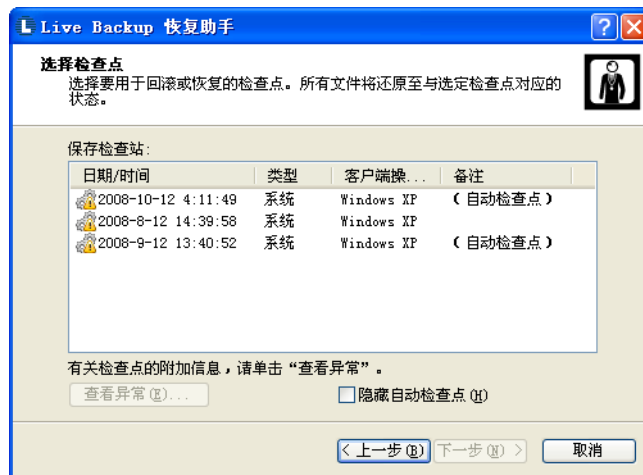 Live Backup 恢复助手
选择检查点
选择要用于回滚或恢复的检查点。所有文件将还原至与选定检查点对应的
状态。
保存检查站:
日期/时间 类型 客户端操... 备注
2008-10-12 4:11:49 系统 Windows XP (自动检查点)
2008-8-12 14:39:58 系统 Windows XP
2008-9-12 13:40:52 系统 Windows XP (自动检查点)
有关检查点的附加信息,请单击“查看异常”。
查看异常(E)... 隐藏自动检查点(H)
< 上一步(B) 下一步(N) > 取消